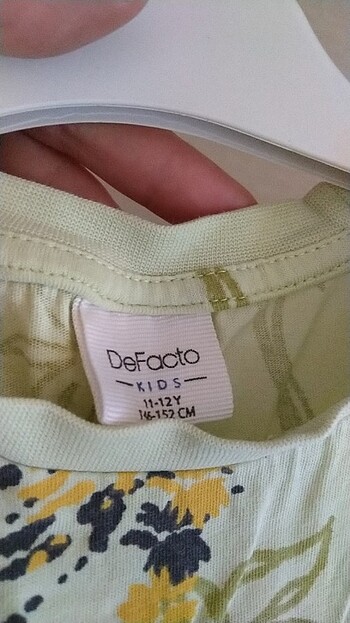 DeFacto
KIDS
11-12Y
146-152 CM